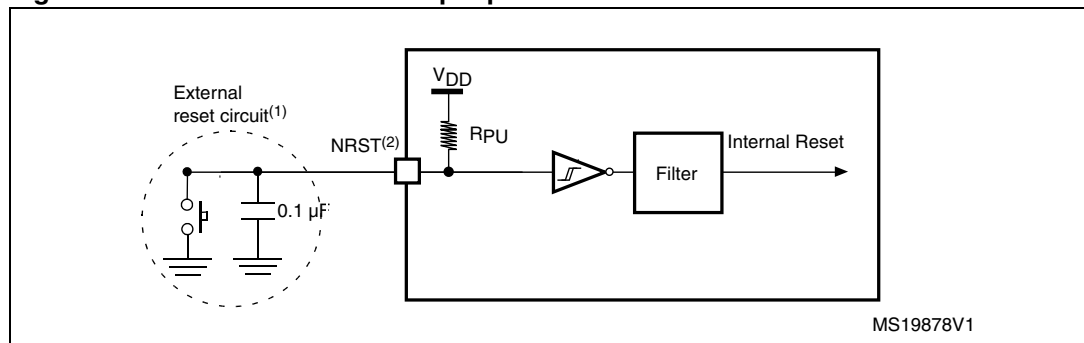 VDD
External
reset circuit(1)
RPU
NRST(2)
Internal Reset
Filter
0.1 µF
MS19878V1